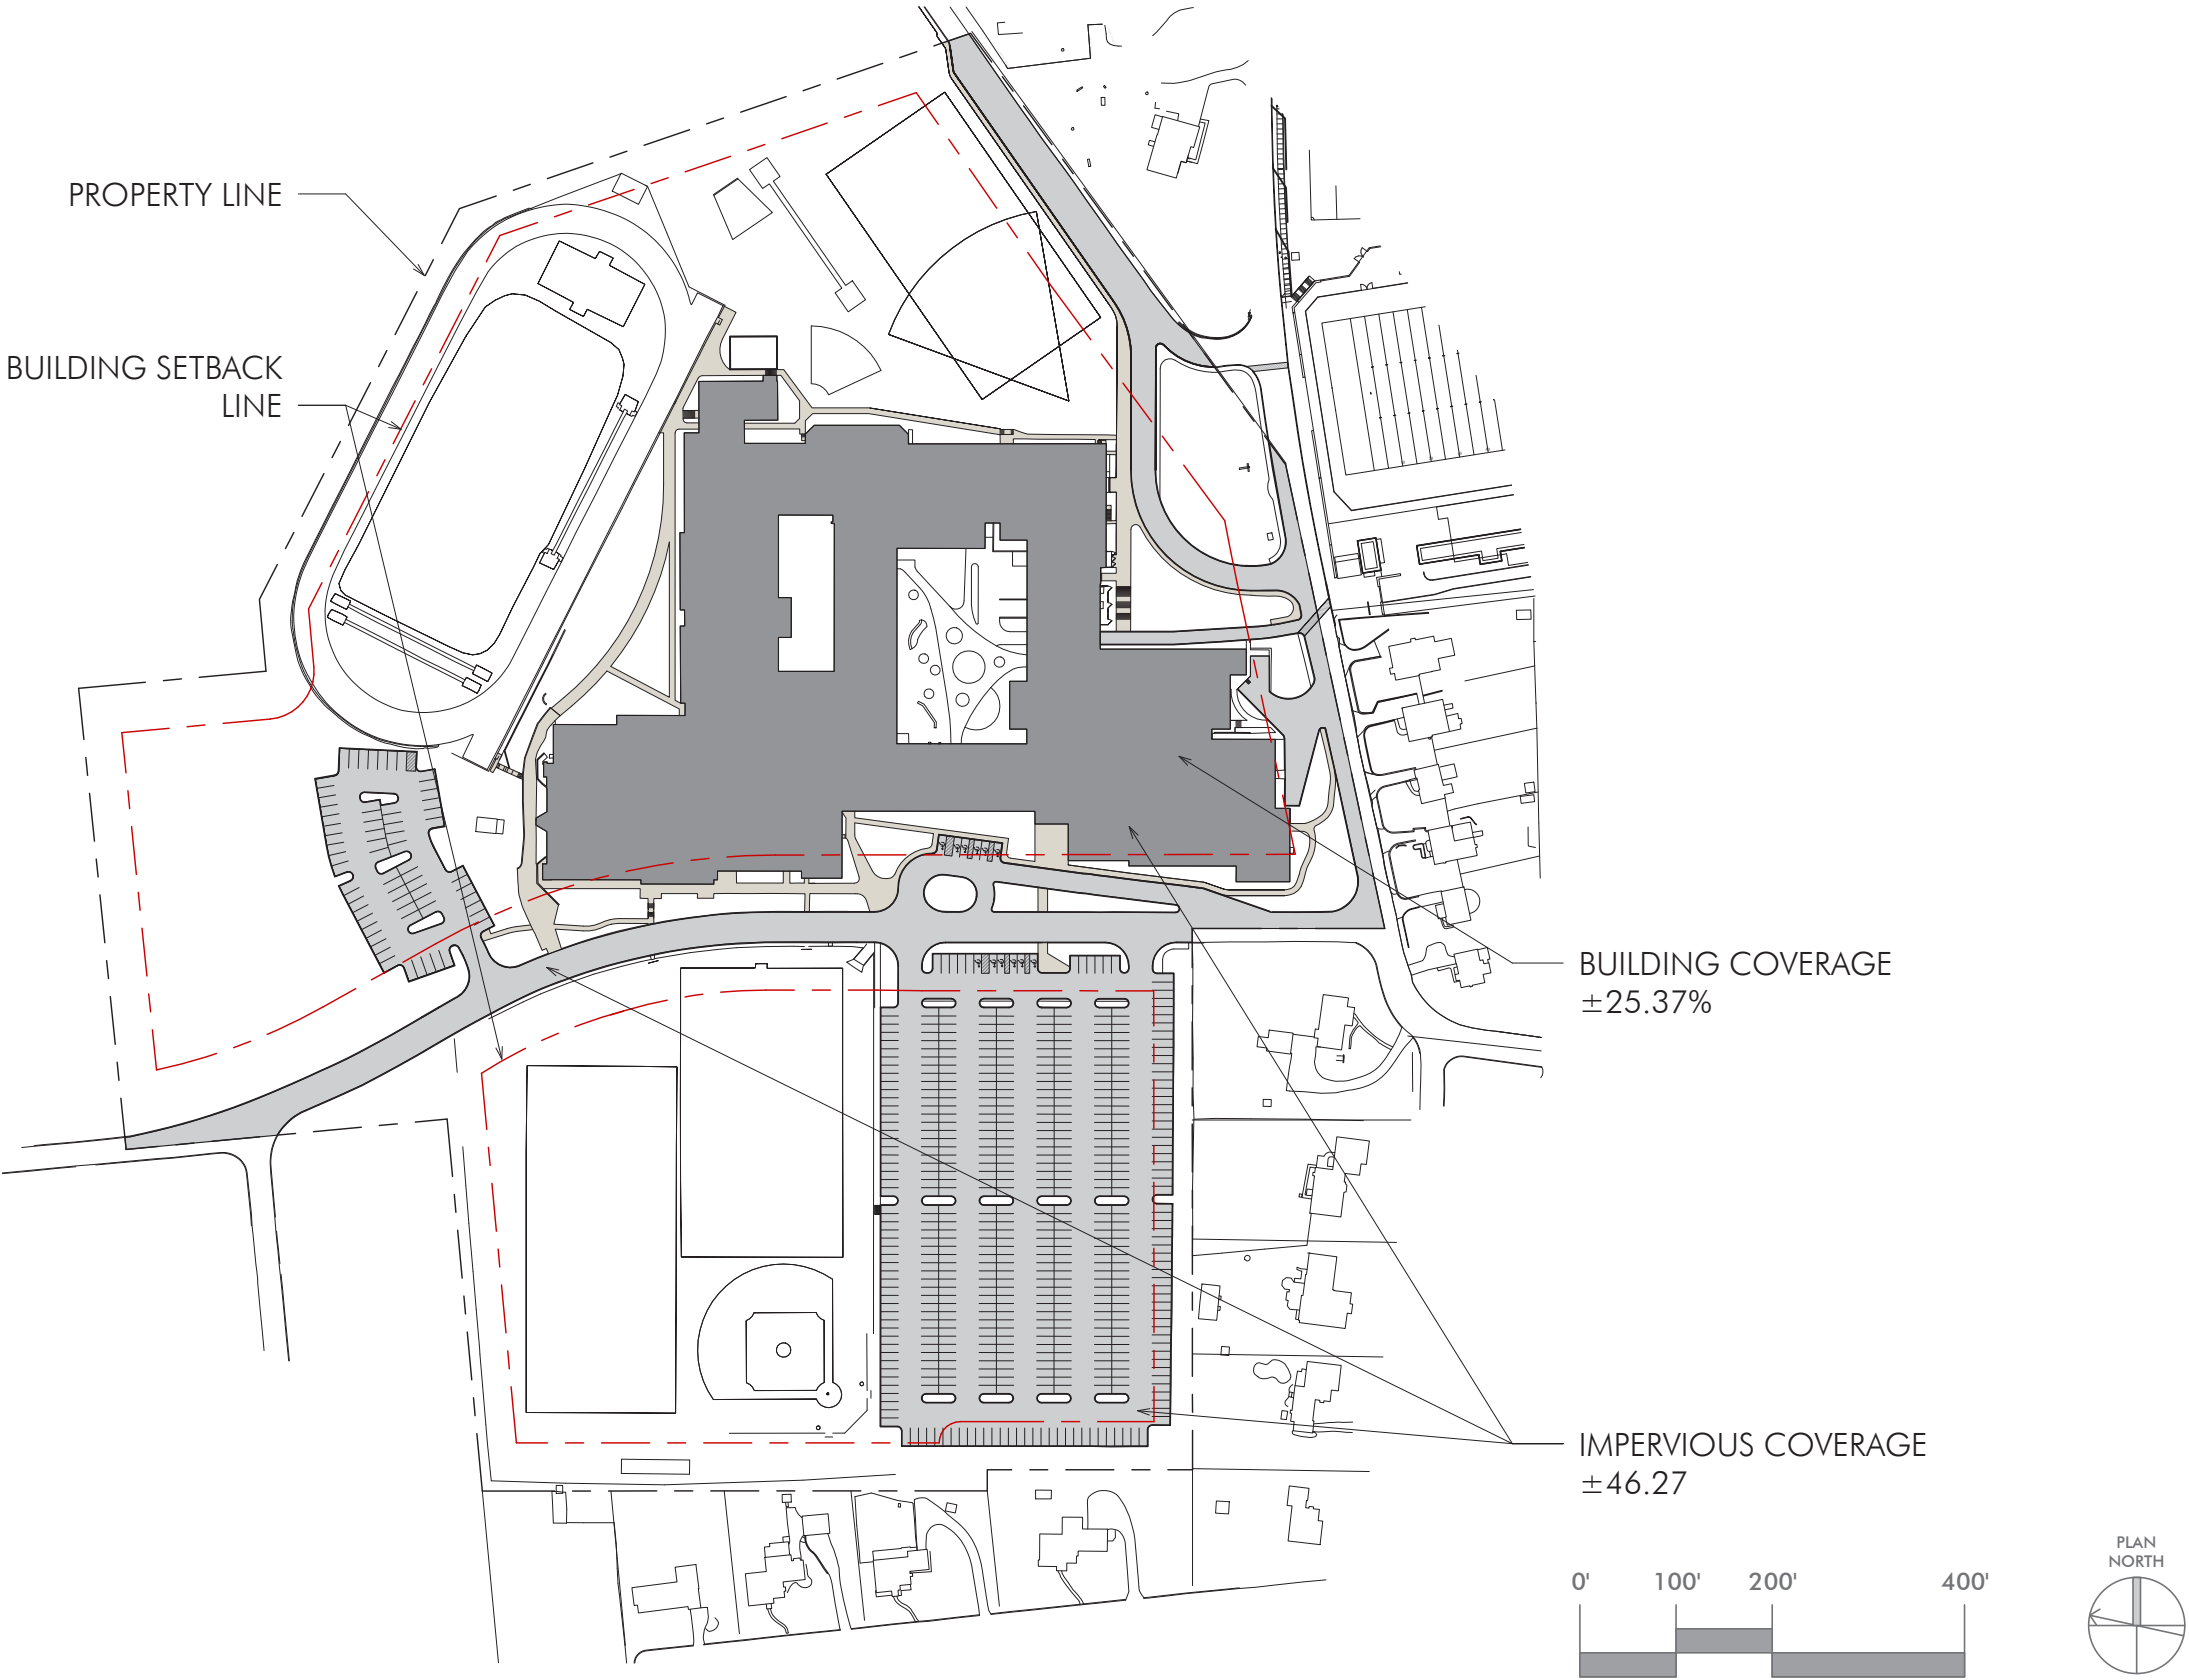 PROPERTY LINE
BUILDING SETBACK
LINE
BUILDING COVERAGE
±25.37%
IMPERVIOUS COVERAGE
±46.27
0' 100' 200' 400'
PLAN
NORTH